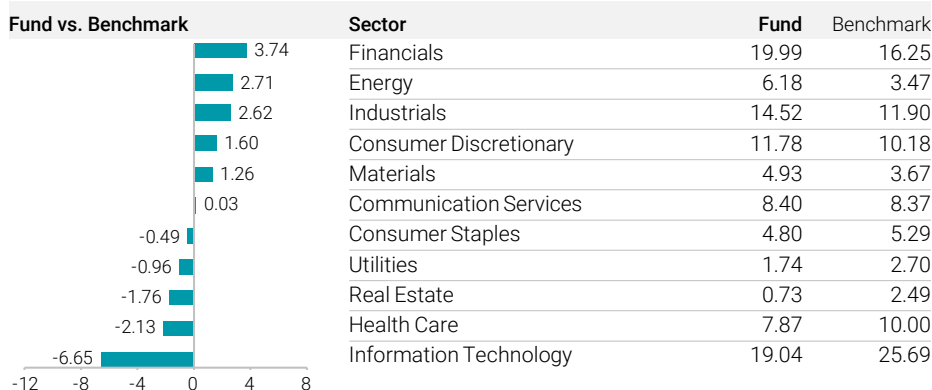 Fund vs. Benchmark Sector Fund Benchmark
3.74 Financials 19.99 16.25
2.71 Energy 6.18 3.47
2.62 Industrials 14.52 11.90
1.60 Consumer Discretionary 11.78 10.18
1.26 Materials 4.93 3.67
0.03 Communication Services 8.40 8.37
-0.49 Consumer Staples 4.80 5.29
-0.96 Utilities 1.74 2.70
-1.76 Real Estate 0.73 2.49
-2.13 Health Care 7.87 10.00
-6.65 Information Technology 19.04 25.69
-12 -8 -4 0 4 8